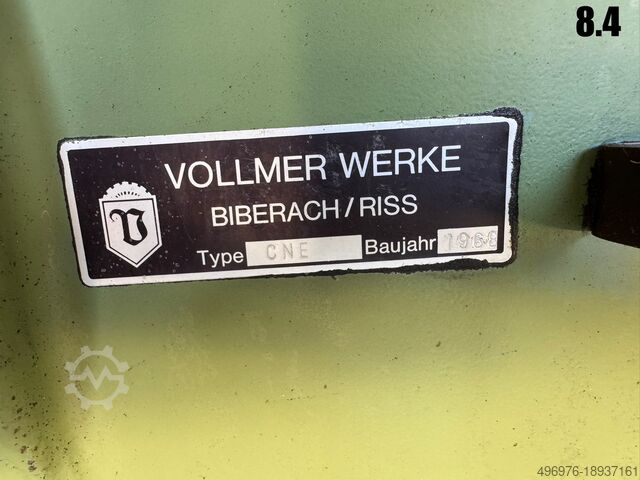 8.4
VOLLMER WERKE
BIBERACH/RISS
Type CNE Baujahr
496976-18937161